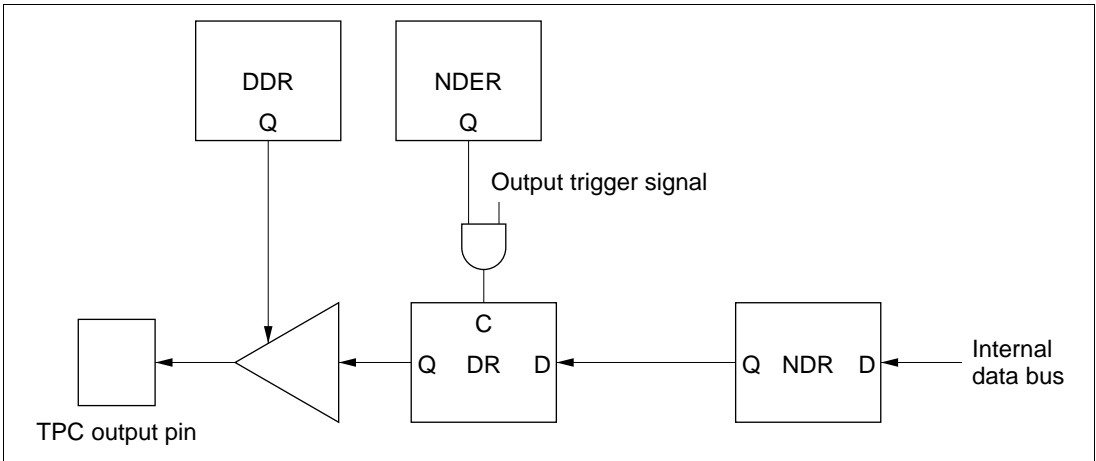 DDR
Q
NDER
Q
Output trigger signal
C
Q DR D
Q NDR D
Internal
data bus
TPC output pin